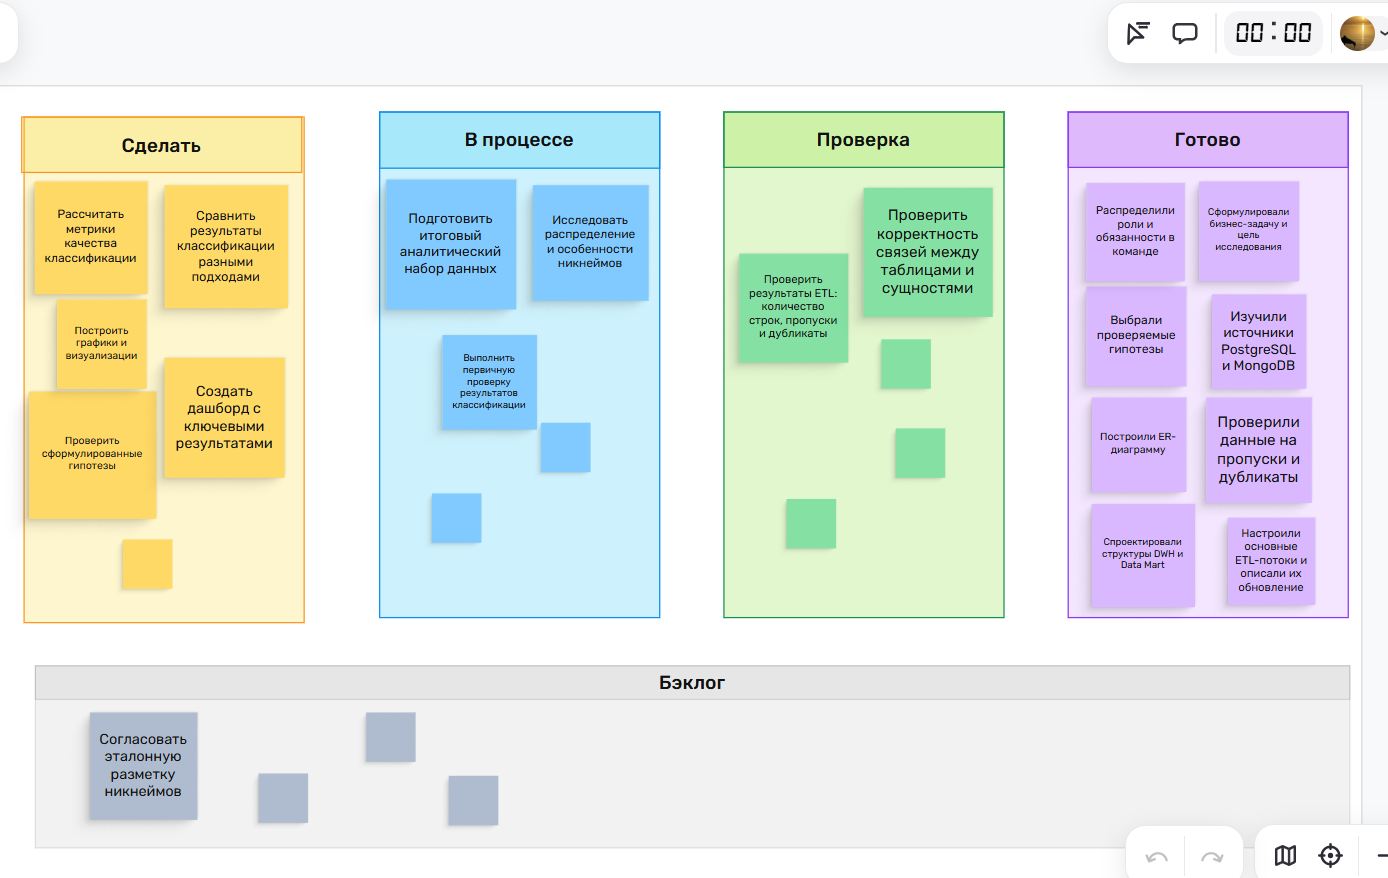 00:00
Сделать
Рассчитать
метрики
качества
классификации
Сравнить
результаты
классификации
разными
подходами
Построить
графики и
визуализации
Создать
дашборд с
ключевыми
результатами
Проверить
сформулированные
гипотезы
В процессе
Подготовить
итоговый
аналитический
набор данных
Исследовать
распределение
и особенности
никнеймов
Выполнить
первичную
проверку
результатов
классификации
Проверка
Проверить
корректность
связей между
таблицами и
сущностями
Проверить
результаты ETL:
количество
строк, пропуски
и дубликаты
Готово
Распределили
роли и
обязанности в
команде
Сформулировали
бизнес-задачу и
цель
исследования
Выбрали
проверяемые
гипотезы
Изучили
источники
PostgreSQL
и MongoDB
Построили ER-
диаграмму
Проверили
данные на
пропуски и
дубликаты
Спроектировали
структуры DWH и
Data Mart
Настроили
основные
ETL-потоки и
описали их
обновление
Бэклог
Согласовать
эталонную
разметку
никнеймов